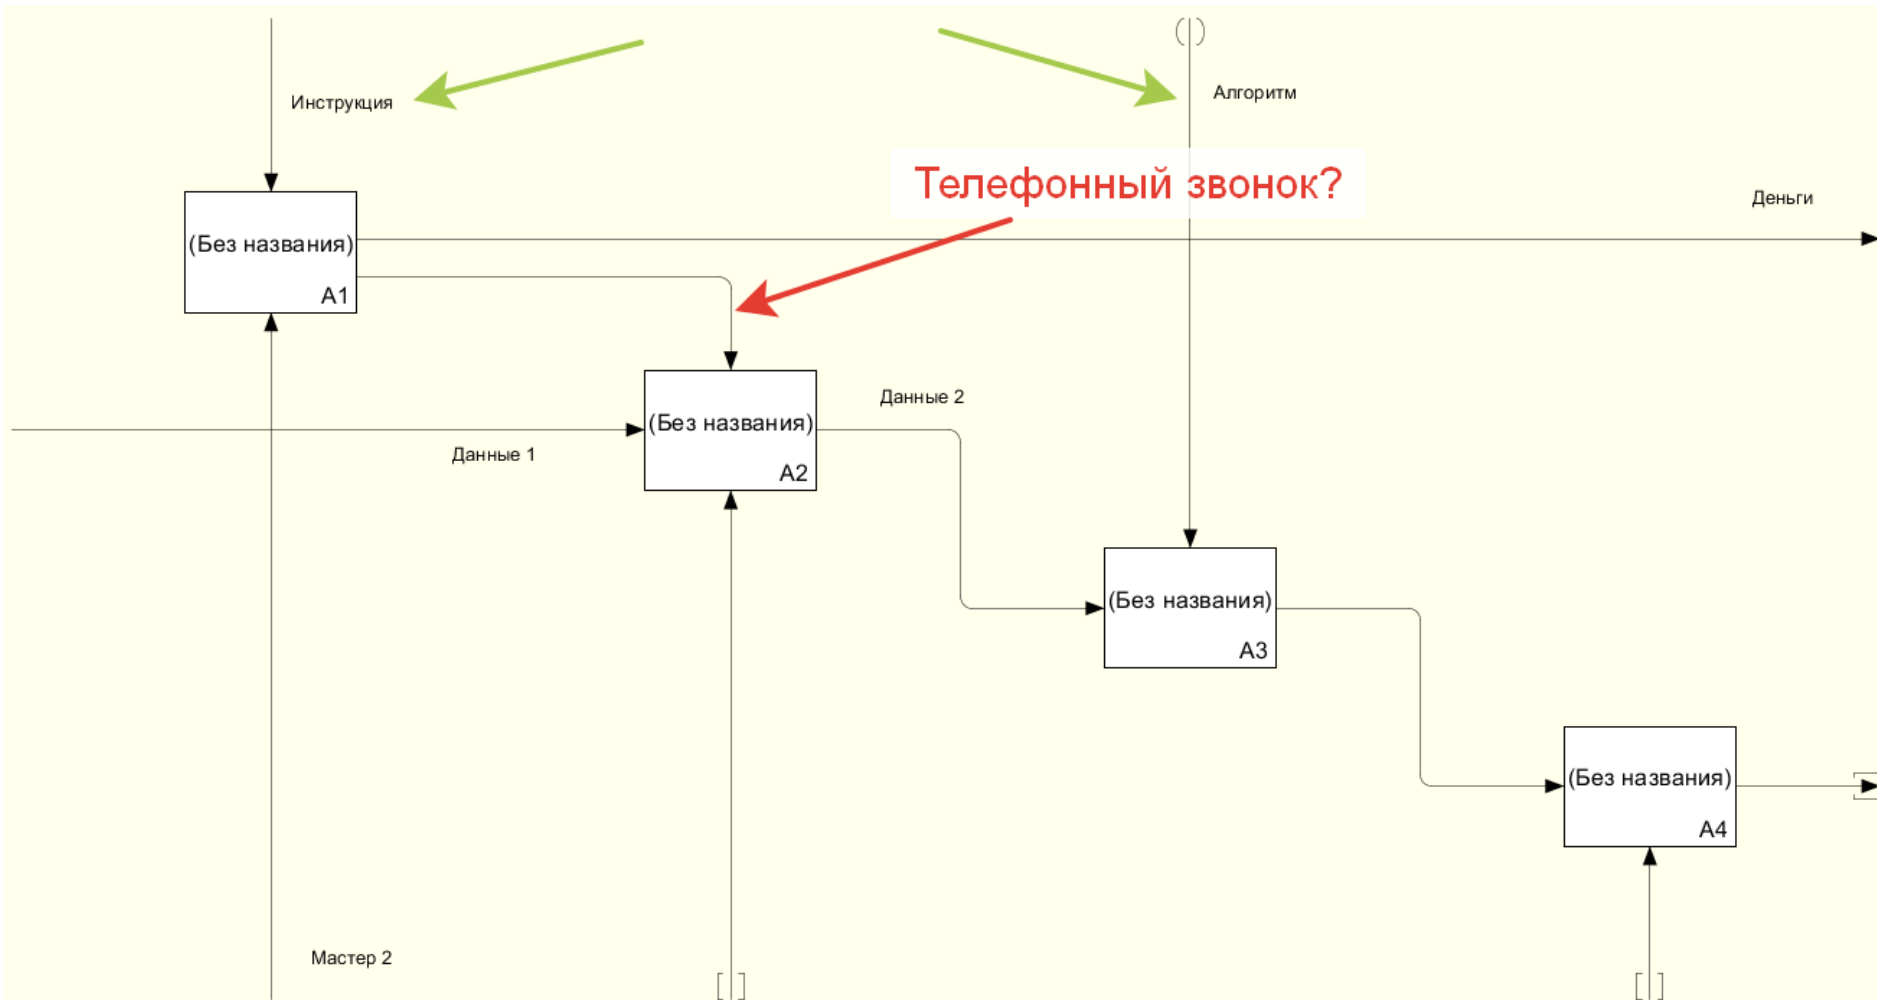 Инструкция
Алгоритм
Телефонный звонок?
Деньги
(Без названия)
A1
Данные 2
(Без названия)
Данные 1
A2
(Без названия)
A3
(Без названия)
A4
Мастер 2